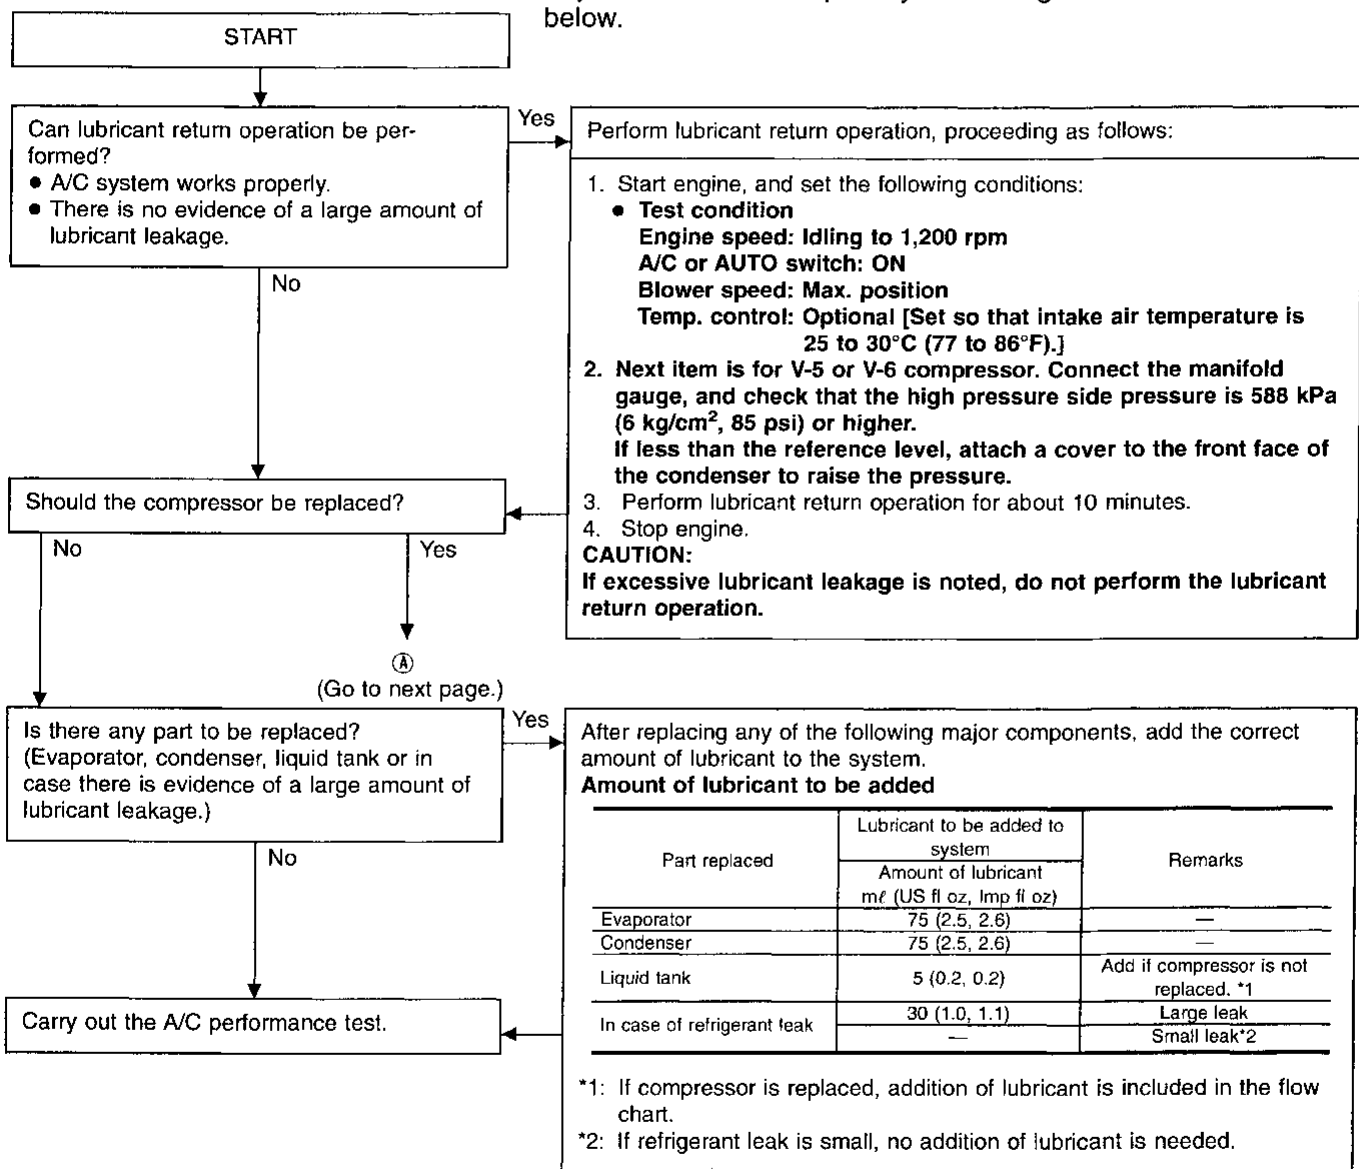 below.
START
Can lubricant return operation be per-
formed?
● A/C system works properly.
● There is no evidence of a large amount of
lubricant leakage.
Yes
No
Perform lubricant return operation, proceeding as follows:
1. Start engine, and set the following conditions:
● Test condition
Engine speed: Idling to 1,200 rpm
A/C or AUTO switch: ON
Blower speed: Max. position
Temp. control: Optional [Set so that intake air temperature is
25 to 30°C (77 to 86°F).]
2. Next item is for V-5 or V-6 compressor. Connect the manifold
gauge, and check that the high pressure side pressure is 588 kPa
(6 kg/cm², 85 psi) or higher.
If less than the reference level, attach a cover to the front face of
the condenser to raise the pressure.
3. Perform lubricant return operation for about 10 minutes.
4. Stop engine.
CAUTION:
If excessive lubricant leakage is noted, do not perform the lubricant
return operation.
Should the compressor be replaced?
No
Yes
Ⓐ
(Go to next page.)
Is there any part to be replaced?
(Evaporator, condenser, liquid tank or in
case there is evidence of a large amount of
lubricant leakage.)
Yes
No
After replacing any of the following major components, add the correct
amount of lubricant to the system.
Amount of lubricant to be added
Part replaced
Lubricant to be added to
system
Amount of lubricant
mℓ (US fl oz, Imp fl oz)
Remarks
Evaporator 75 (2.5, 2.6) —
Condenser 75 (2.5, 2.6) —
Liquid tank 5 (0.2, 0.2) Add if compressor is not
replaced. *1
In case of refrigerant leak 30 (1.0, 1.1) Large leak
— Small leak*2
*1: If compressor is replaced, addition of lubricant is included in the flow
chart.
*2: If refrigerant leak is small, no addition of lubricant is needed.
Carry out the A/C performance test.